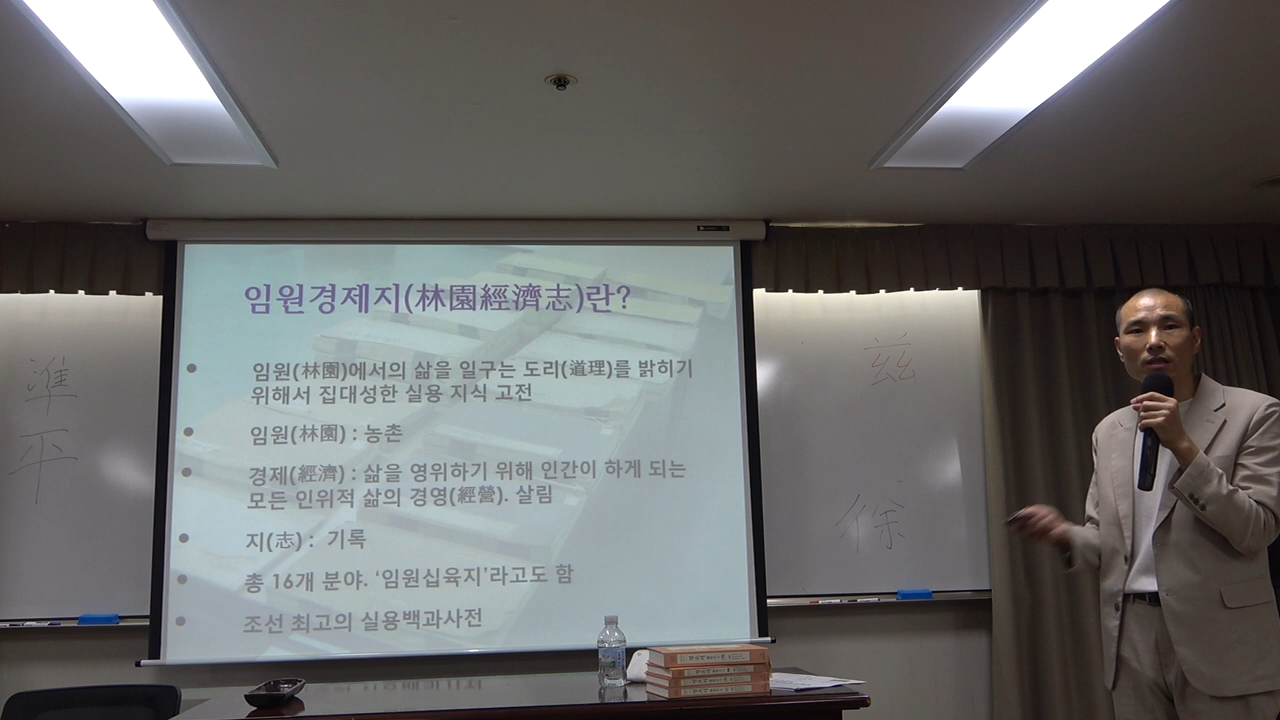 임원경제지(林園經濟志)란?
임원(林園)에서의 삶을 일구는 도리(道理)를 밝히기
위해서 집대성한 실용 지식 고전
임원(林園) : 농촌
경제(經濟) : 삶을 영위하기 위해 인간이 하게 되는
모든 인위적 삶의 경영(經營). 살림
지(志) : 기록
총 16개 분야. ‘임원십육지’라고도 함
조선 최고의 실용백과사전
準
平
玆
徐